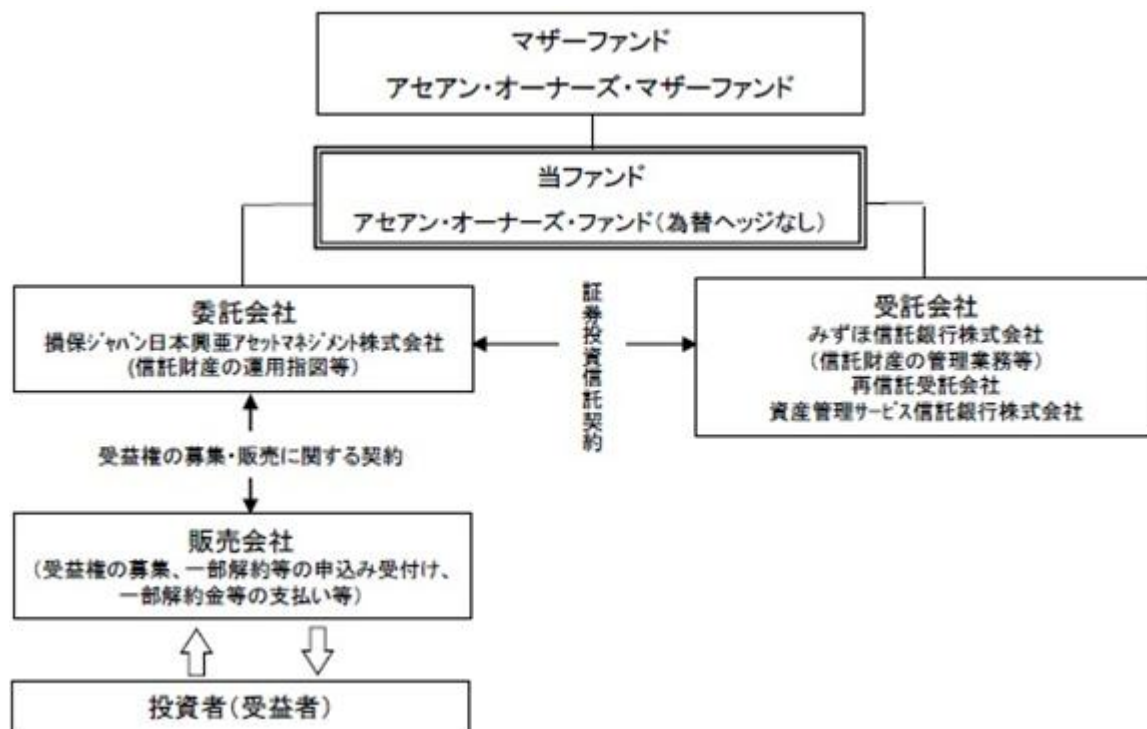 マザーファンド
アセアン・オーナーズ・マザーファンド
当ファンド
アセアン・オーナーズ・ファンド(為替ヘッジなし)
委託会社
損保ジャパン日本興亜アセットマネジメント株式会社
(信託財産の運用指図等)
証券投資信託契約
受託会社
みずほ信託銀行株式会社
(信託財産の管理業務等)
再信託受託会社
資産管理サービス信託銀行株式会社
受益権の募集・販売に関する契約
販売会社
(受益権の募集、一部解約等の申込み受付け、
一部解約金等の支払い等)
投資者(受益者)